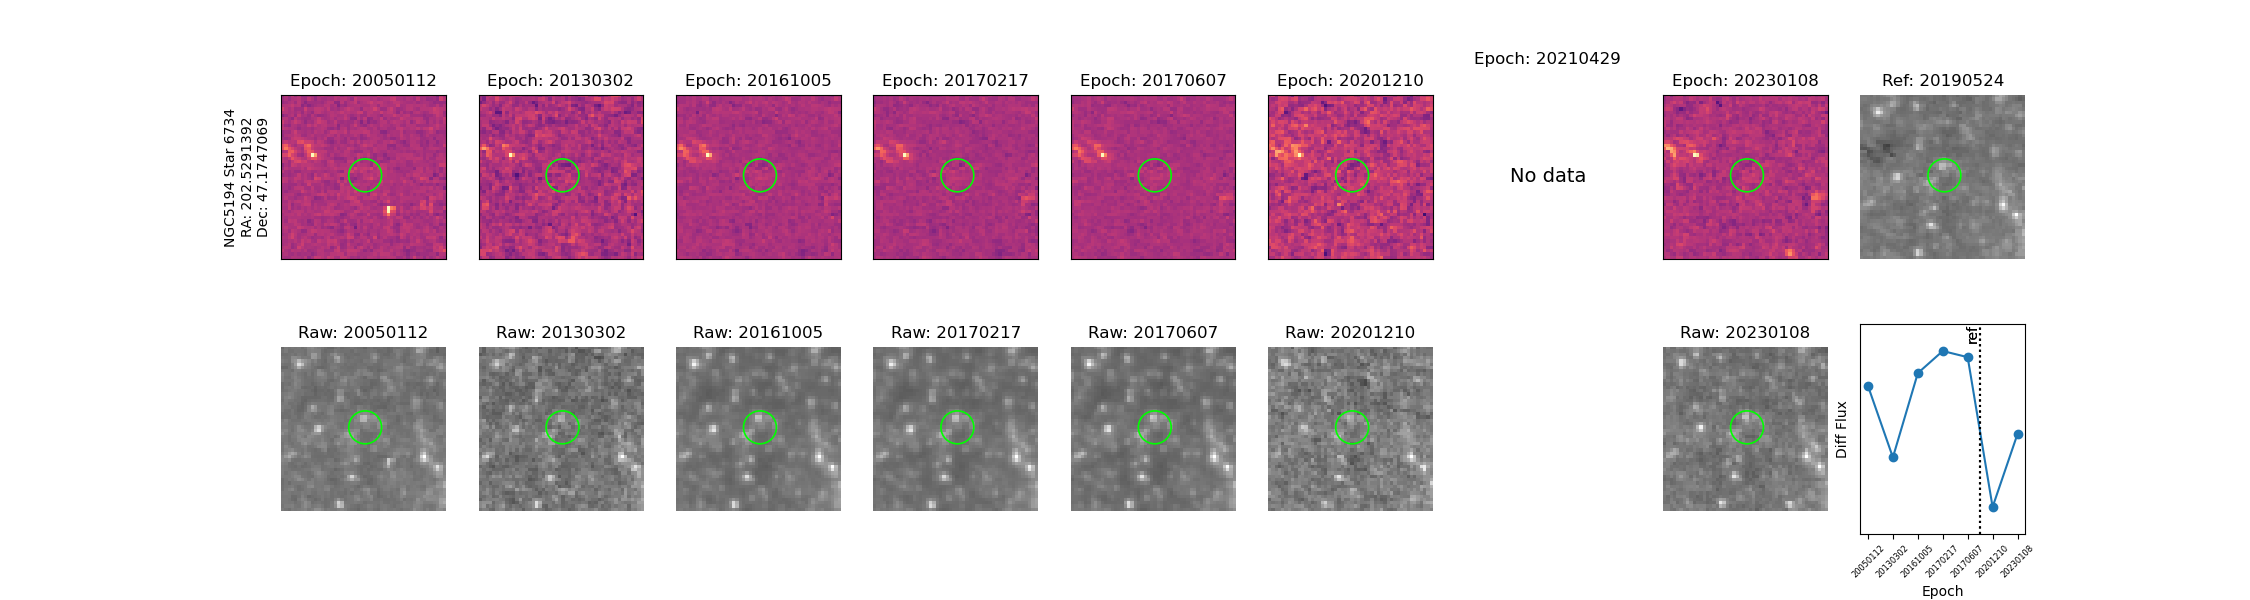 Epoch: 20210429
Epoch: 20050112
Epoch: 20130302
Epoch: 20161005
Epoch: 20170217
Epoch: 20170607
Epoch: 20201210
Epoch: 20230108
Ref: 20190524
NGC5194 Star 6734
RA: 202.5291392
Dec: 47.1747069
No data
Raw: 20050112
Raw: 20130302
Raw: 20161005
Raw: 20170217
Raw: 20170607
Raw: 20201210
Raw: 20230108
ref
Diff Flux
20050112
20130302
20161005
20170217
20170607
20201210
20230108
Epoch